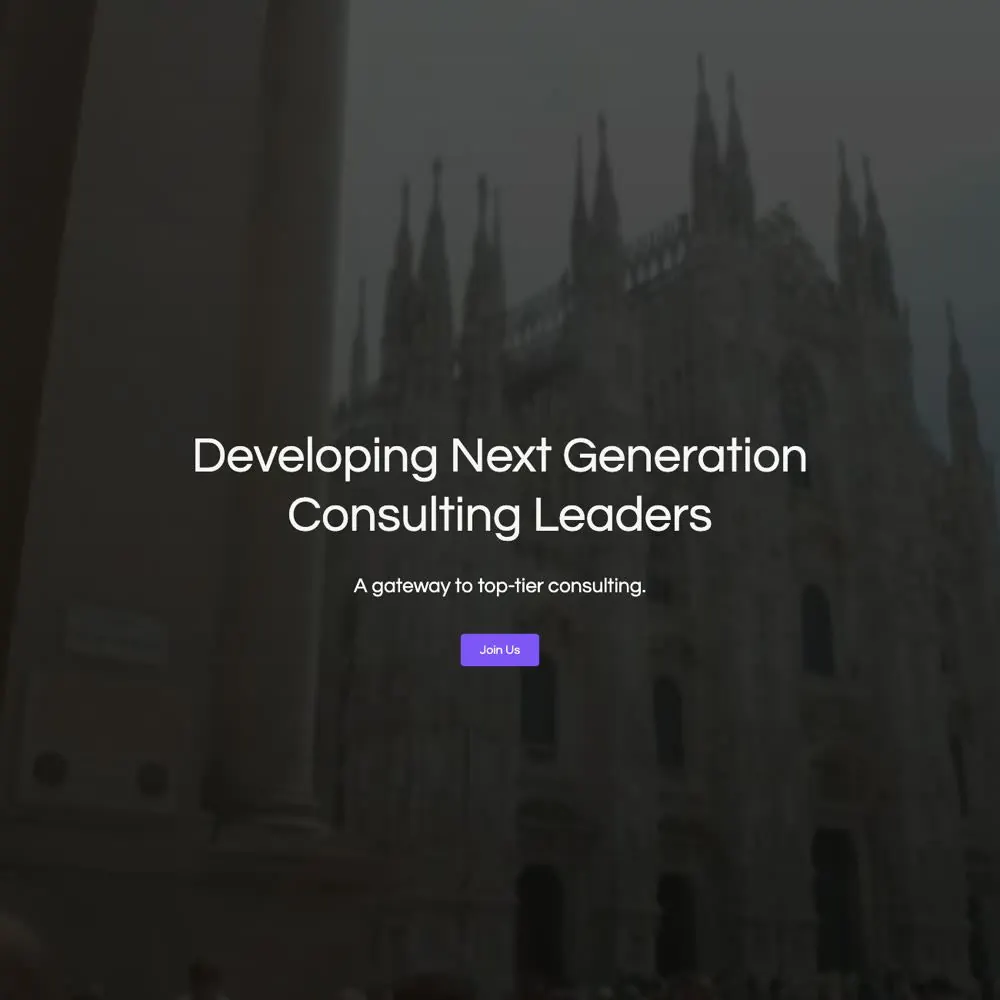 Developing Next Generation
Consulting Leaders
A gateway to top-tier consulting.
Join Us